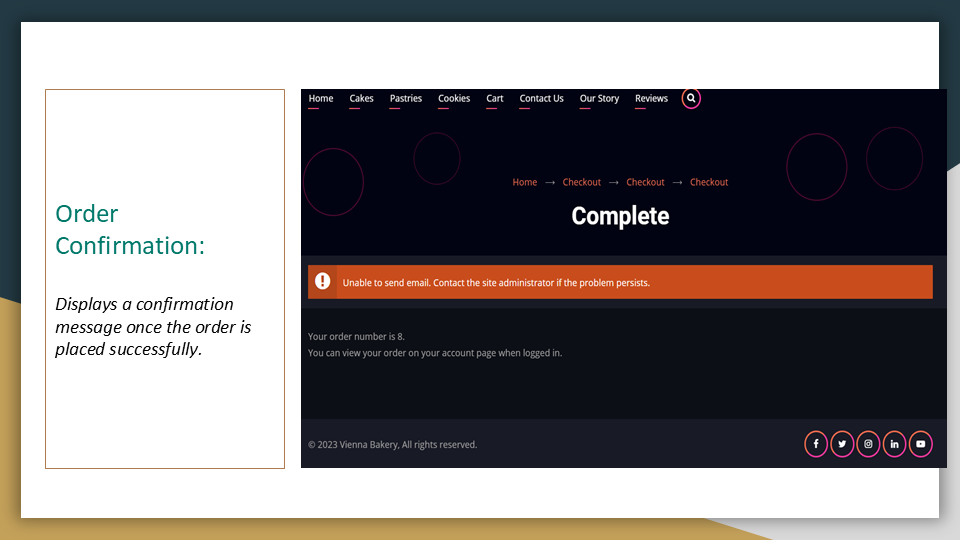 Order
Confirmation:
Displays a confirmation
message once the order is
placed successfully.
Home Cakes Pastries Cookies Cart Contact Us Our Story Reviews
Home → Checkout → Checkout → Checkout
Complete
Unable to send email. Contact the site administrator if the problem persists.
Your order number is 8.
You can view your order on your account page when logged in.
© 2023 Vienna Bakery, All rights reserved.